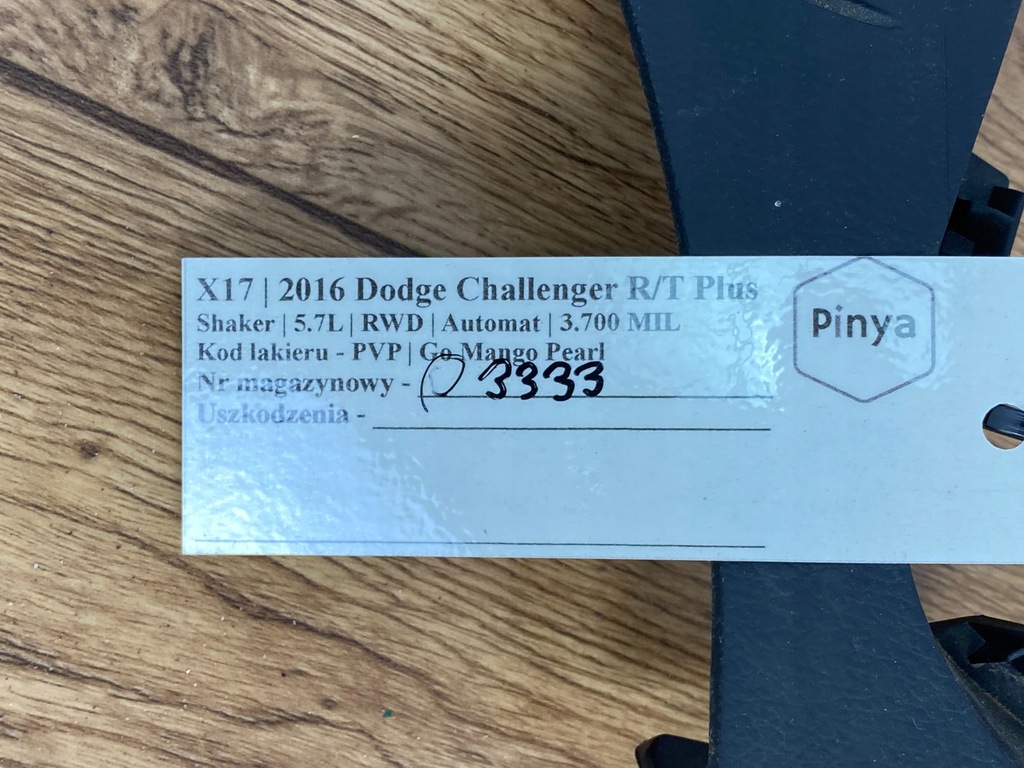 X17 | 2016 Dodge Challenger R/T Plus
Shaker | 5.7L | RWD | Automat | 3.700 MIL
Kod lakieru - PVP | Go Mango Pearl
Nr magazynowy - P3333
Uszkodzenia -
Pinya